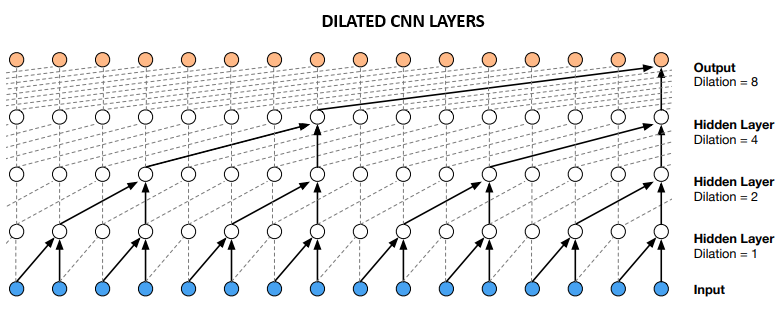 DILATED CNN LAYERS
Output
Dilation = 8
Hidden Layer
Dilation = 4
Hidden Layer
Dilation = 2
Hidden Layer
Dilation = 1
Input